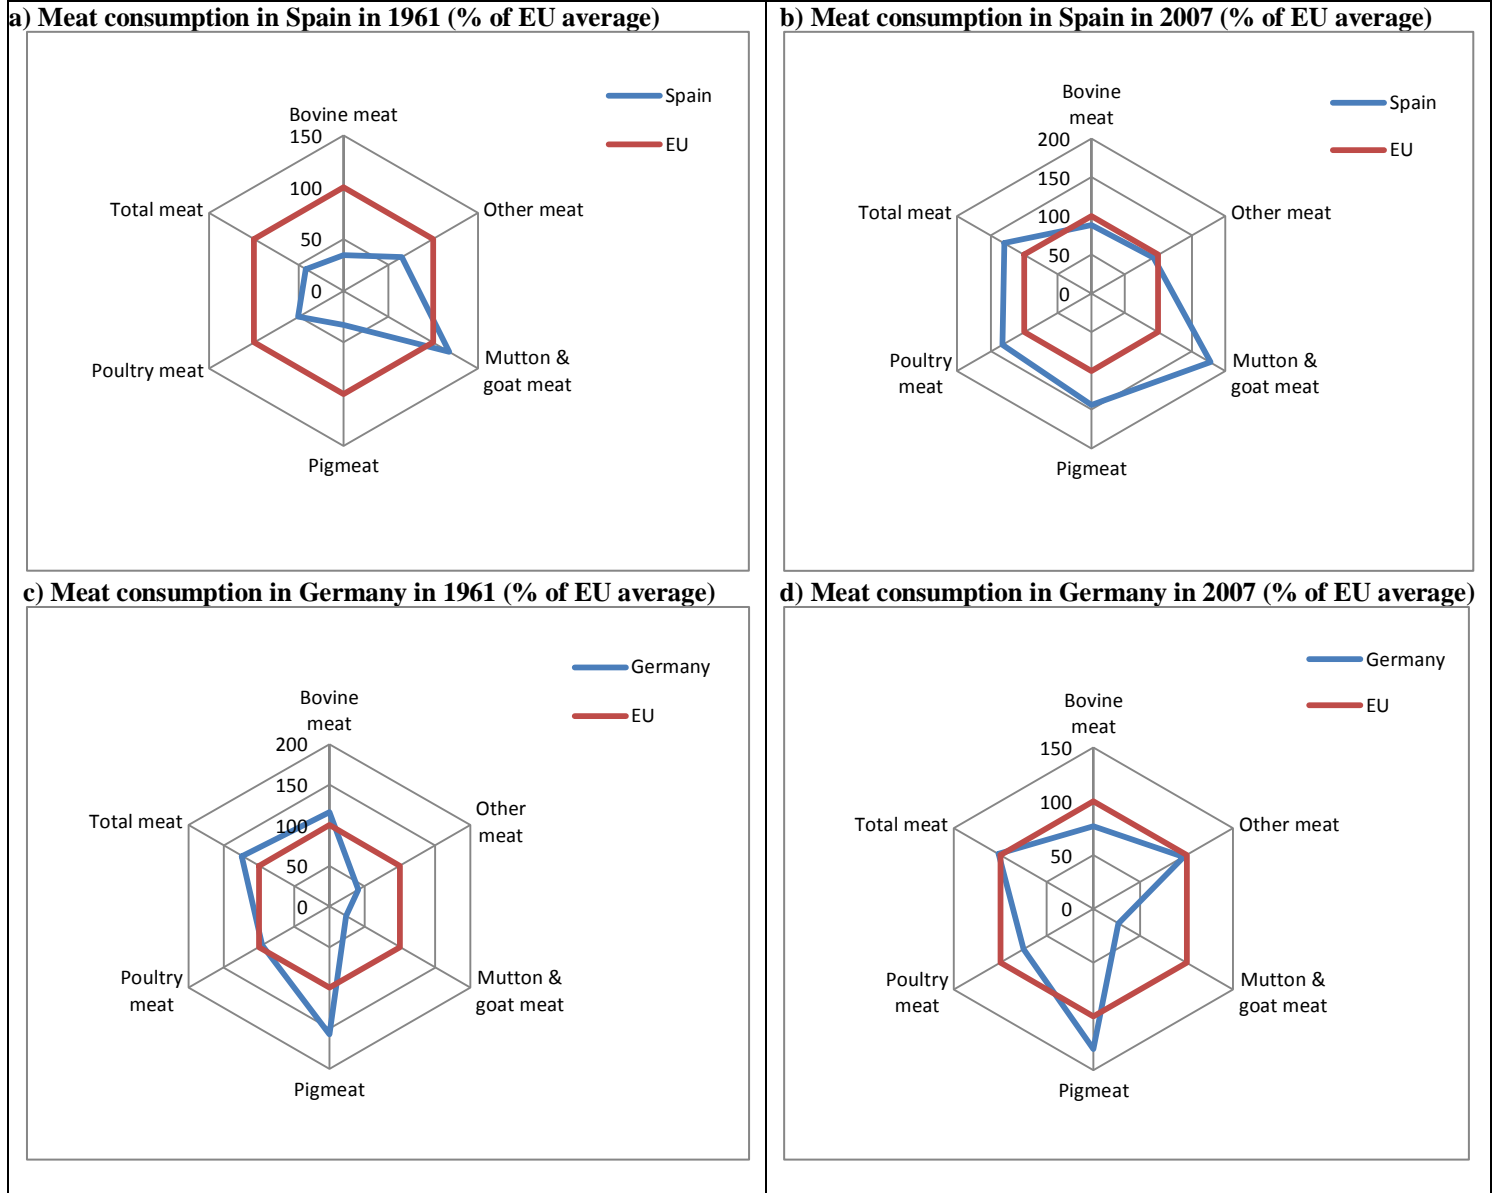 a) Meat consumption in Spain in 1961 (% of EU average)
Spain
EU
Bovine meat
150
100
50
0
Total meat
Other meat
Poultry meat
Mutton &
goat meat
Pigmeat
b) Meat consumption in Spain in 2007 (% of EU average)
Spain
EU
Bovine
meat
200
150
100
50
0
Total meat
Other meat
Poultry
meat
Mutton &
goat meat
Pigmeat
c) Meat consumption in Germany in 1961 (% of EU average)
Germany
EU
Bovine
meat
200
150
100
50
0
Total meat
Other
meat
Poultry
meat
Mutton &
goat meat
Pigmeat
d) Meat consumption in Germany in 2007 (% of EU average)
Germany
EU
Bovine
meat
150
100
50
0
Total meat
Other meat
Poultry
meat
Mutton &
goat meat
Pigmeat